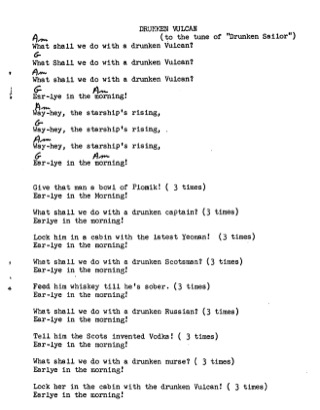 DRUNKEN VULCAN
Am (to the tune of "Drunken Sailor")
What shall we do with a drunken Vulcan?
G
What Shall we do with a drunken Vulcan?
Am
What shall we do with a drunken Vulcan?
G Am
Ear-lye in the morning!
Am
Way-hey, the starship's rising,
G
Way-hey, the starship's rising,
Am
Way-hey, the starship's rising,
G Am
Ear-lye in the morning!
Give that man a bowl of Plomik! ( 3 times)
Ear-lye in the Morning!
What shall we do with a drunken captain? (3 times)
Earlye in the morning!
Lock him in a cabin with the latest Yeoman! (3 times)
Ear-lye in the morning!
What shall we do with a drunken Scotsman? (3 times)
Ear-lye in the morning!
Feed him whiskey till he's sober. (3 times)
Ear-lye in the morning!
What shall we do with a drunken Russian? (3 times)
Ear-lye in the morning!
Tell him the Scots invented Vodka! ( 3 times)
Ear-lye in the morning!
What shall we do with a drunken nurse? ( 3 times)
Ear-lye in the morning!
Lock her in the cabin with the drunken Vulcan! ( 3 times)
Earlye in the morning!